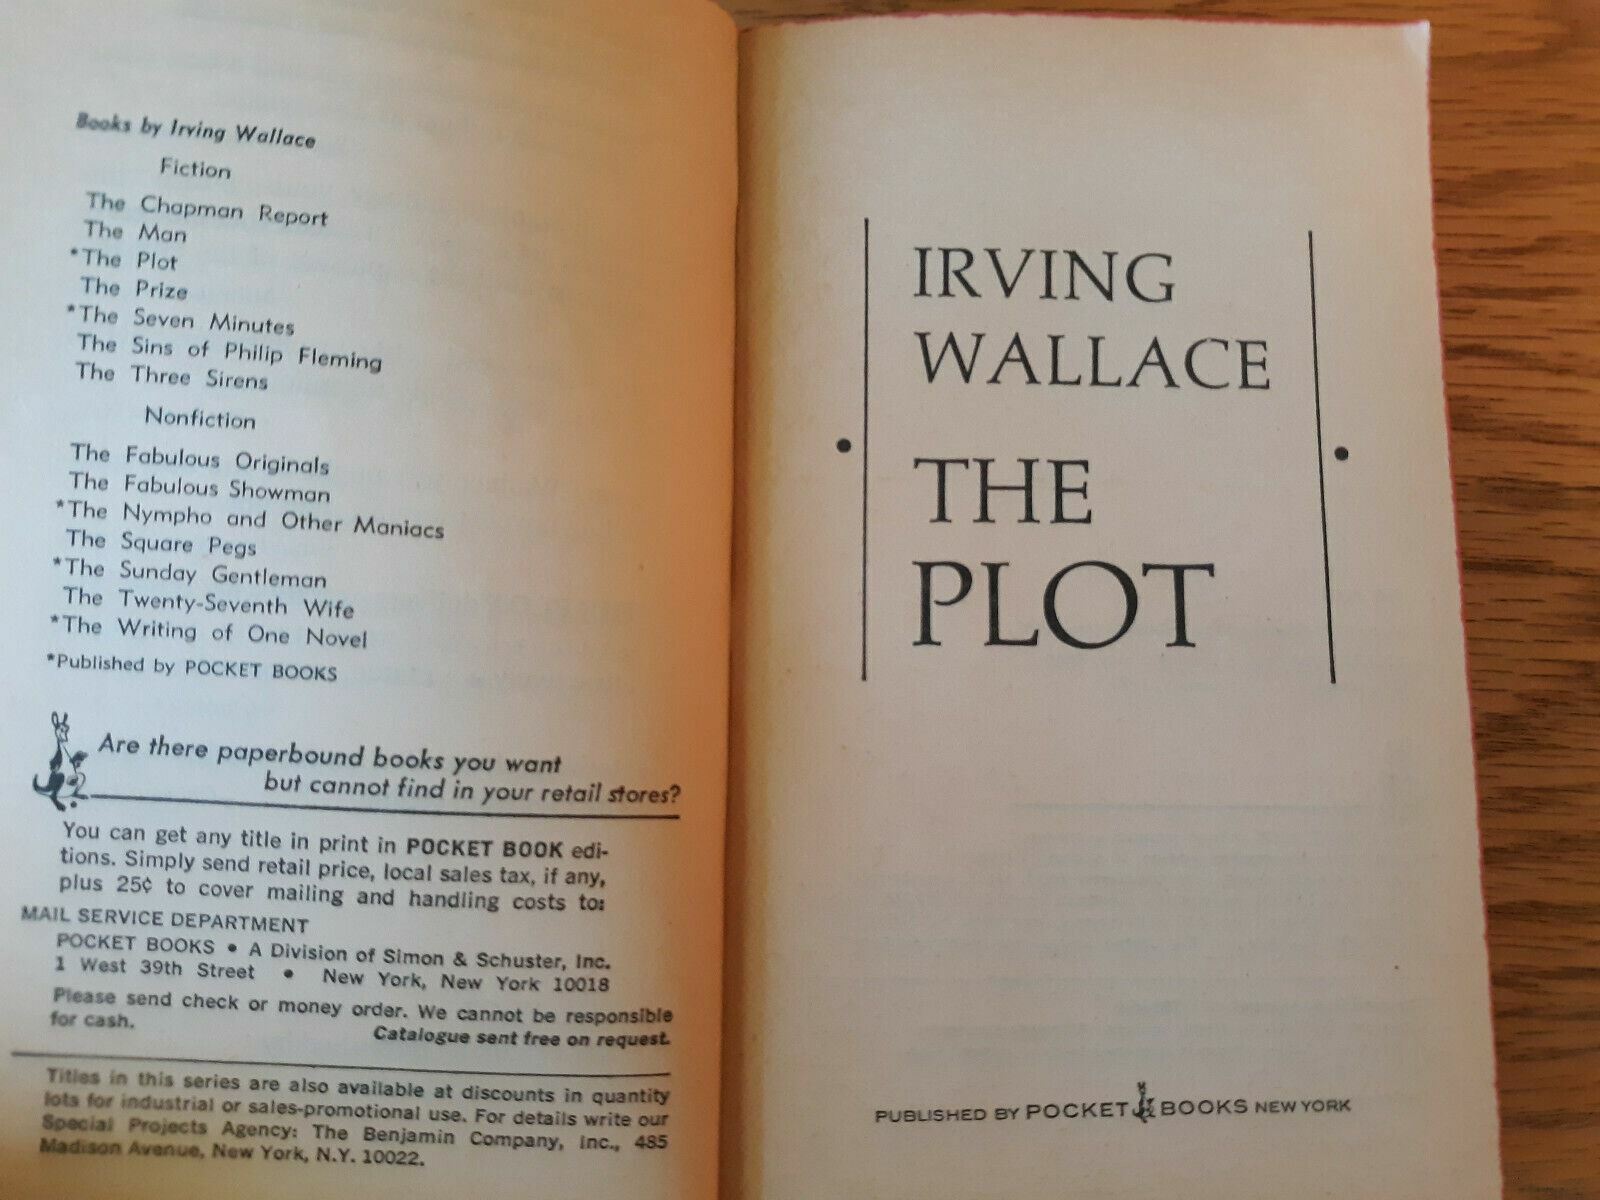 Books by Irving Wallace
Fiction
The Chapman Report
The Man
*The Plot
The Prize
*The Seven Minutes
The Sins of Philip Fleming
The Three Sirens
Nonfiction
The Fabulous Originals
The Fabulous Showman
*The Nympho and Other Maniacs
The Square Pegs
*The Sunday Gentleman
The Twenty-Seventh Wife
*The Writing of One Novel
*Published by POCKET BOOKS
Are there paperbound books you want
but cannot find in your retail stores?
You can get any title in print in POCKET BOOK edi-
tions. Simply send retail price, local sales tax, if any,
plus 25¢ to cover mailing and handling costs to:
MAIL SERVICE DEPARTMENT
POCKET BOOKS • A Division of Simon & Schuster, Inc.
1 West 39th Street • New York, New York 10018
Please send check or money order. We cannot be responsible
for cash. Catalogue sent free on request.
Titles in this series are also available at discounts in quantity
lots for industrial or sales-promotional use. For details write our
Special Projects Agency: The Benjamin Company, Inc., 485
Madison Avenue, New York, N.Y. 10022.
IRVING
WALLACE
THE
PLOT
PUBLISHED BY POCKET BOOKS NEW YORK